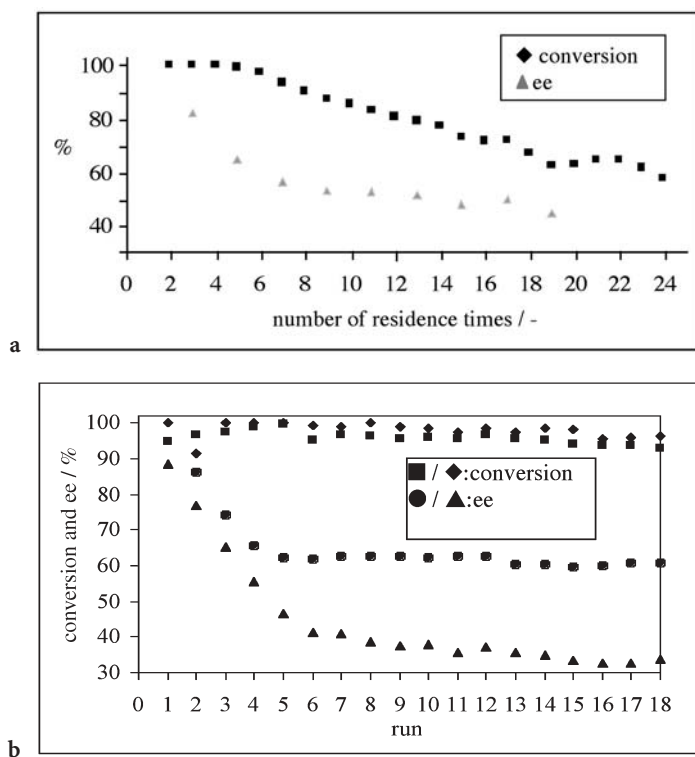 100
conversion
ee
80
%
60
40
0 2 4 6 8 10 12 14 16 18 20 22 24
number of residence times / -
a
100
90
/ :conversion
80
/ :ee
70
60
50
40
30
conversion and ee / %
0 1 2 3 4 5 6 7 8 9 10 11 12 13 14 15 16 17 18
run
b